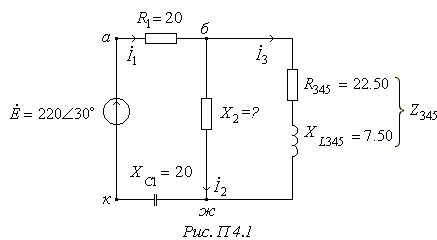 R1 = 20
а
б
İ1
İ3
R345 = 22.50
Ė = 220∠30°
X2 = ?
Z345
XL345 = 7.50
XC1 = 20
İ2
к
ж
Рис. П 4.1